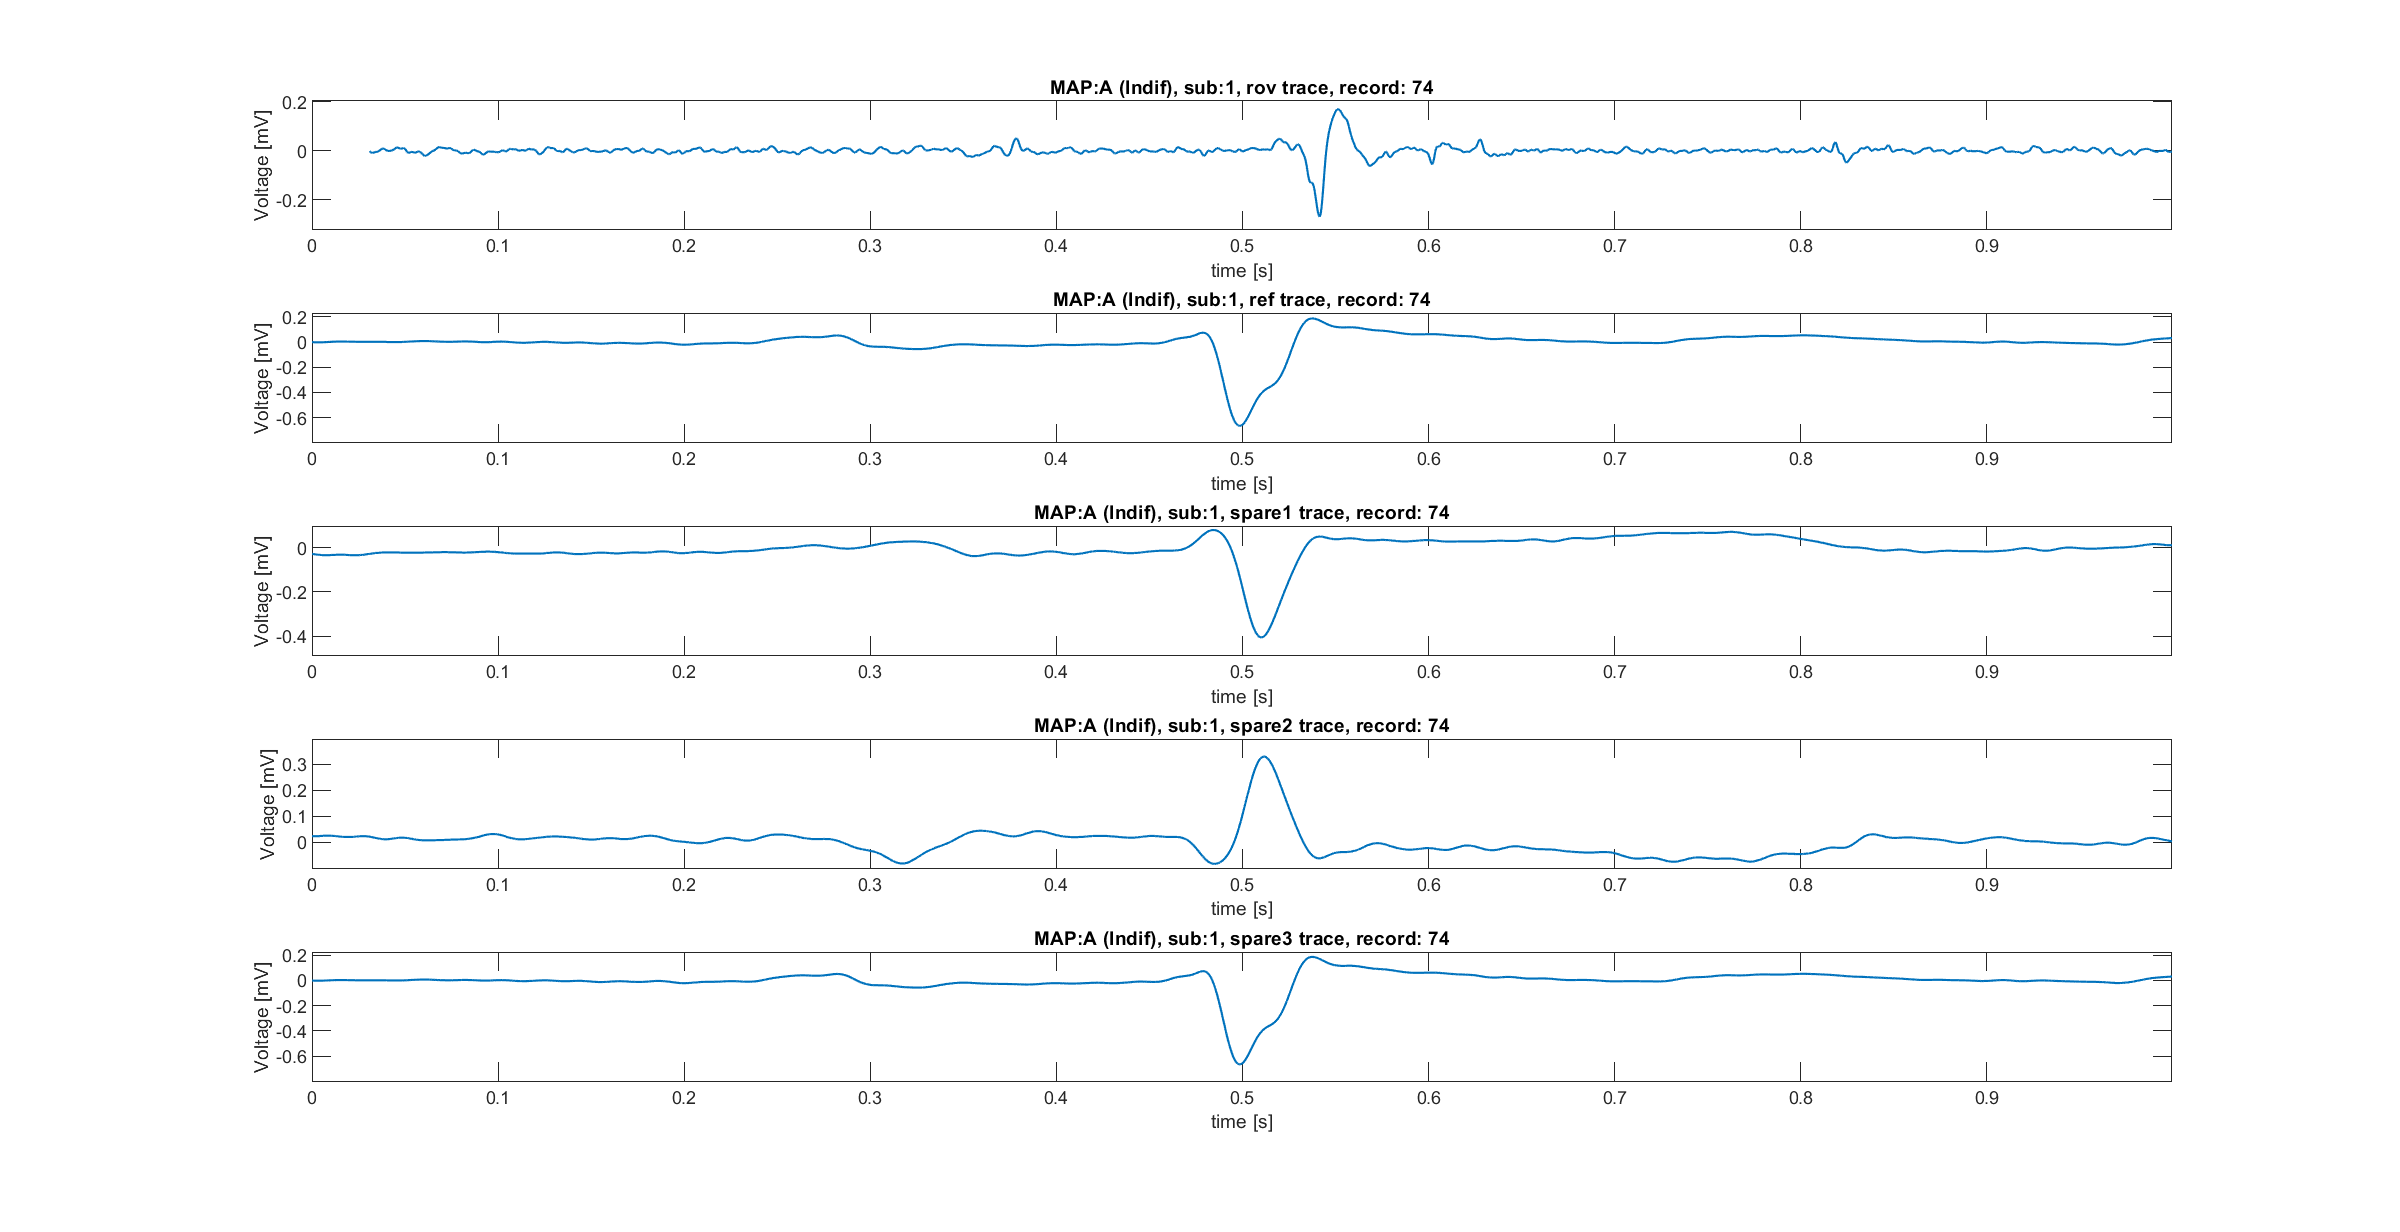 MAP:A (Indif), sub:1, rov trace, record: 74
Voltage [mV]
0.2
0
-0.2
0 0.1 0.2 0.3 0.4 0.5 0.6 0.7 0.8 0.9
time [s]
MAP:A (Indif), sub:1, ref trace, record: 74
Voltage [mV]
0.2
0
-0.2
-0.4
-0.6
0 0.1 0.2 0.3 0.4 0.5 0.6 0.7 0.8 0.9
time [s]
MAP:A (Indif), sub:1, spare1 trace, record: 74
Voltage [mV]
0
-0.2
-0.4
0 0.1 0.2 0.3 0.4 0.5 0.6 0.7 0.8 0.9
time [s]
MAP:A (Indif), sub:1, spare2 trace, record: 74
Voltage [mV]
0.3
0.2
0.1
0
0 0.1 0.2 0.3 0.4 0.5 0.6 0.7 0.8 0.9
time [s]
MAP:A (Indif), sub:1, spare3 trace, record: 74
Voltage [mV]
0.2
0
-0.2
-0.4
-0.6
0 0.1 0.2 0.3 0.4 0.5 0.6 0.7 0.8 0.9
time [s]